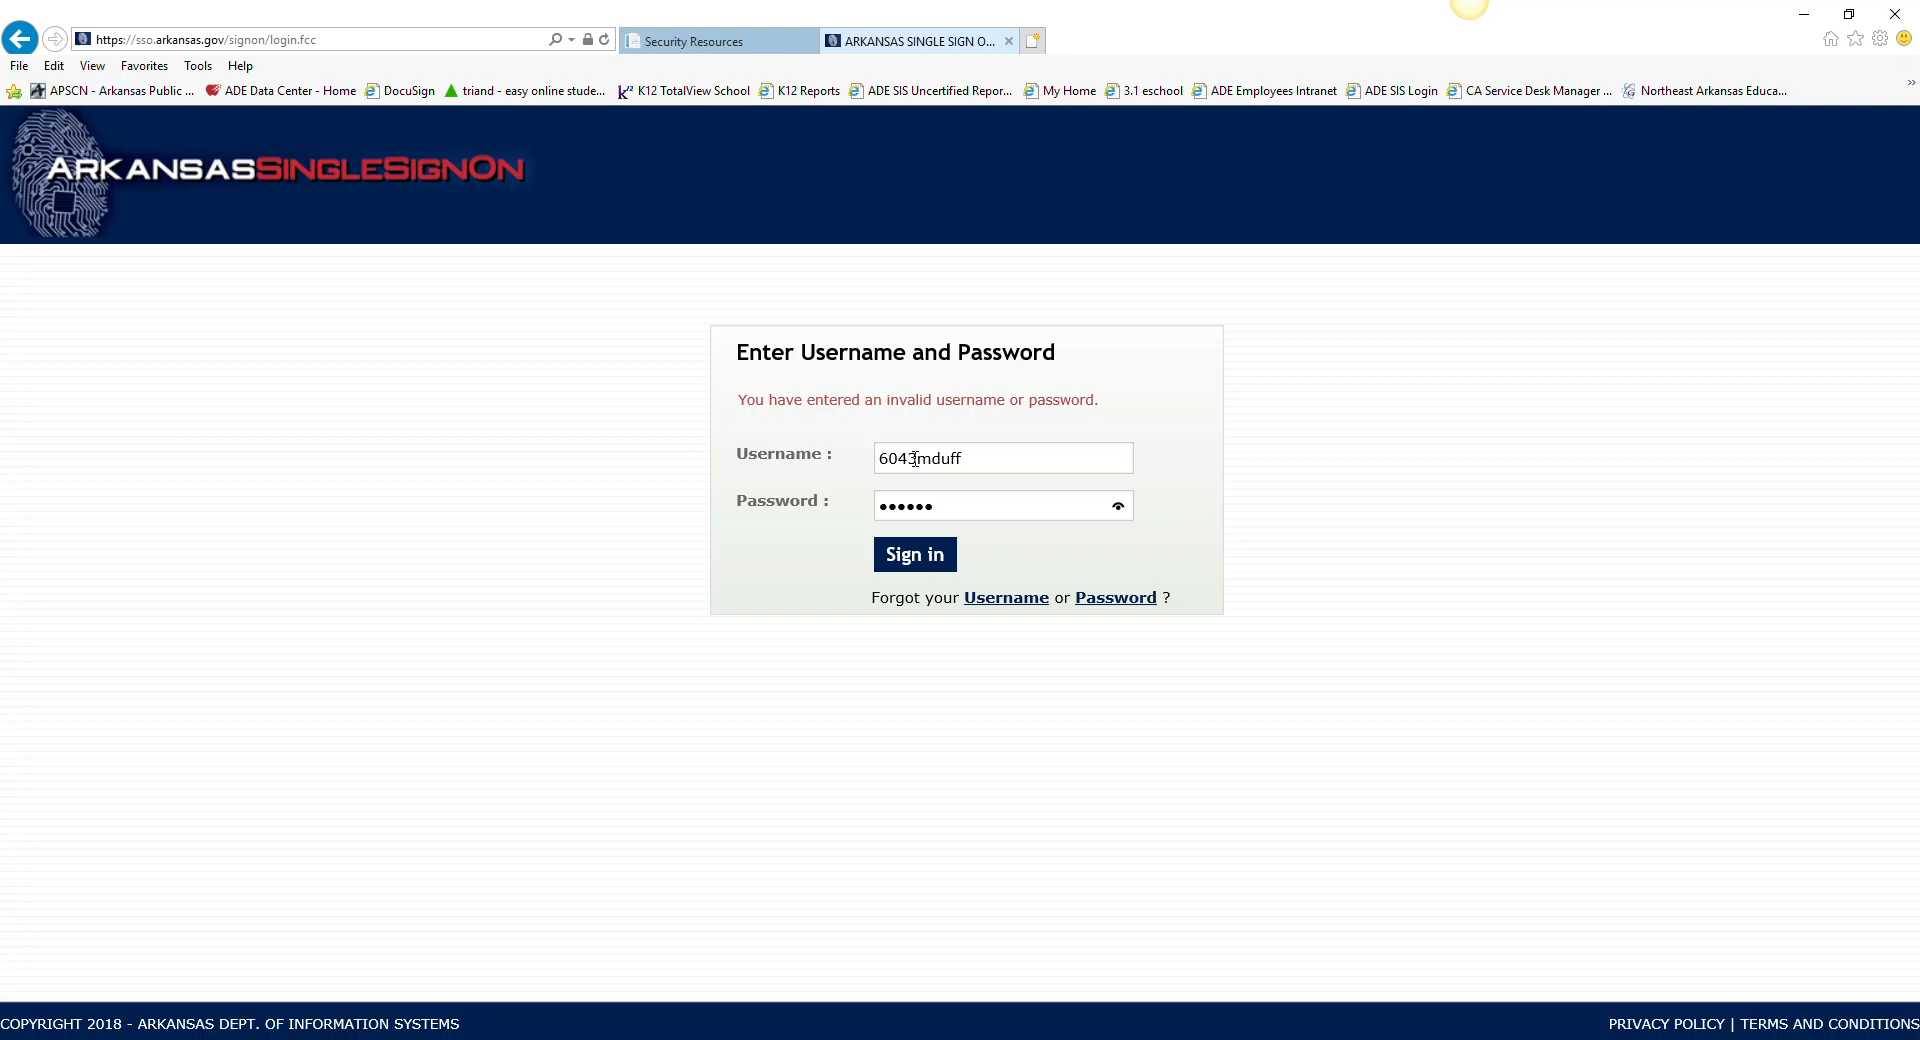 https://sso.arkansas.gov/signon/login.fcc
Security Resources
ARKANSAS SINGLE SIGN O...
File Edit View Favorites Tools Help
APSCN - Arkansas Public ... ADE Data Center - Home DocuSign triand - easy online stude... K12 TotalView School K12 Reports ADE SIS Uncertified Repor... My Home 3.1 eschool ADE Employees Intranet ADE SIS Login CA Service Desk Manager ... Northeast Arkansas Educa...
ARKANSASSINGLESIGNON
Enter Username and Password
You have entered an invalid username or password.
Username : 6043mduff
Password : ••••••
Sign in
Forgot your Username or Password ?
COPYRIGHT 2018 - ARKANSAS DEPT. OF INFORMATION SYSTEMS
PRIVACY POLICY | TERMS AND CONDITIONS